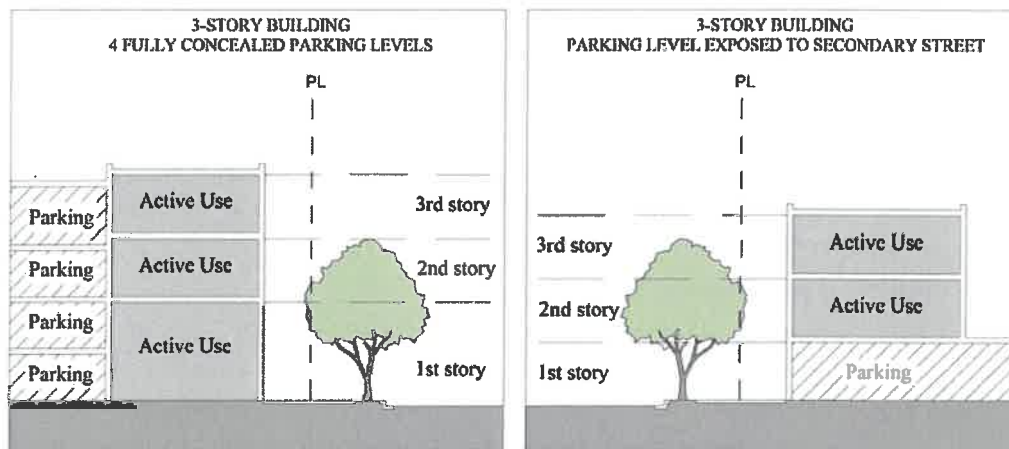 3-STORY BUILDING
4 FULLY CONCEALED PARKING LEVELS
PL
Active Use
3rd story
Parking
Active Use
2nd story
Parking
Parking
Active Use
1st story
Parking
3-STORY BUILDING
PARKING LEVEL EXPOSED TO SECONDARY STREET
PL
3rd story
Active Use
2nd story
Active Use
1st story
Parking